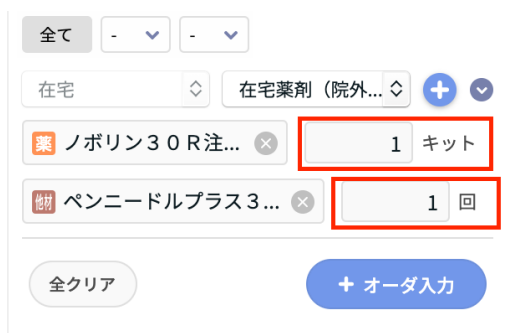 全て - -
在宅 在宅薬剤（院外...
薬 ノボリン３０Ｒ注... 1 キット
他材 ペンニードルプラス３... 1 回
全クリア + オーダ入力